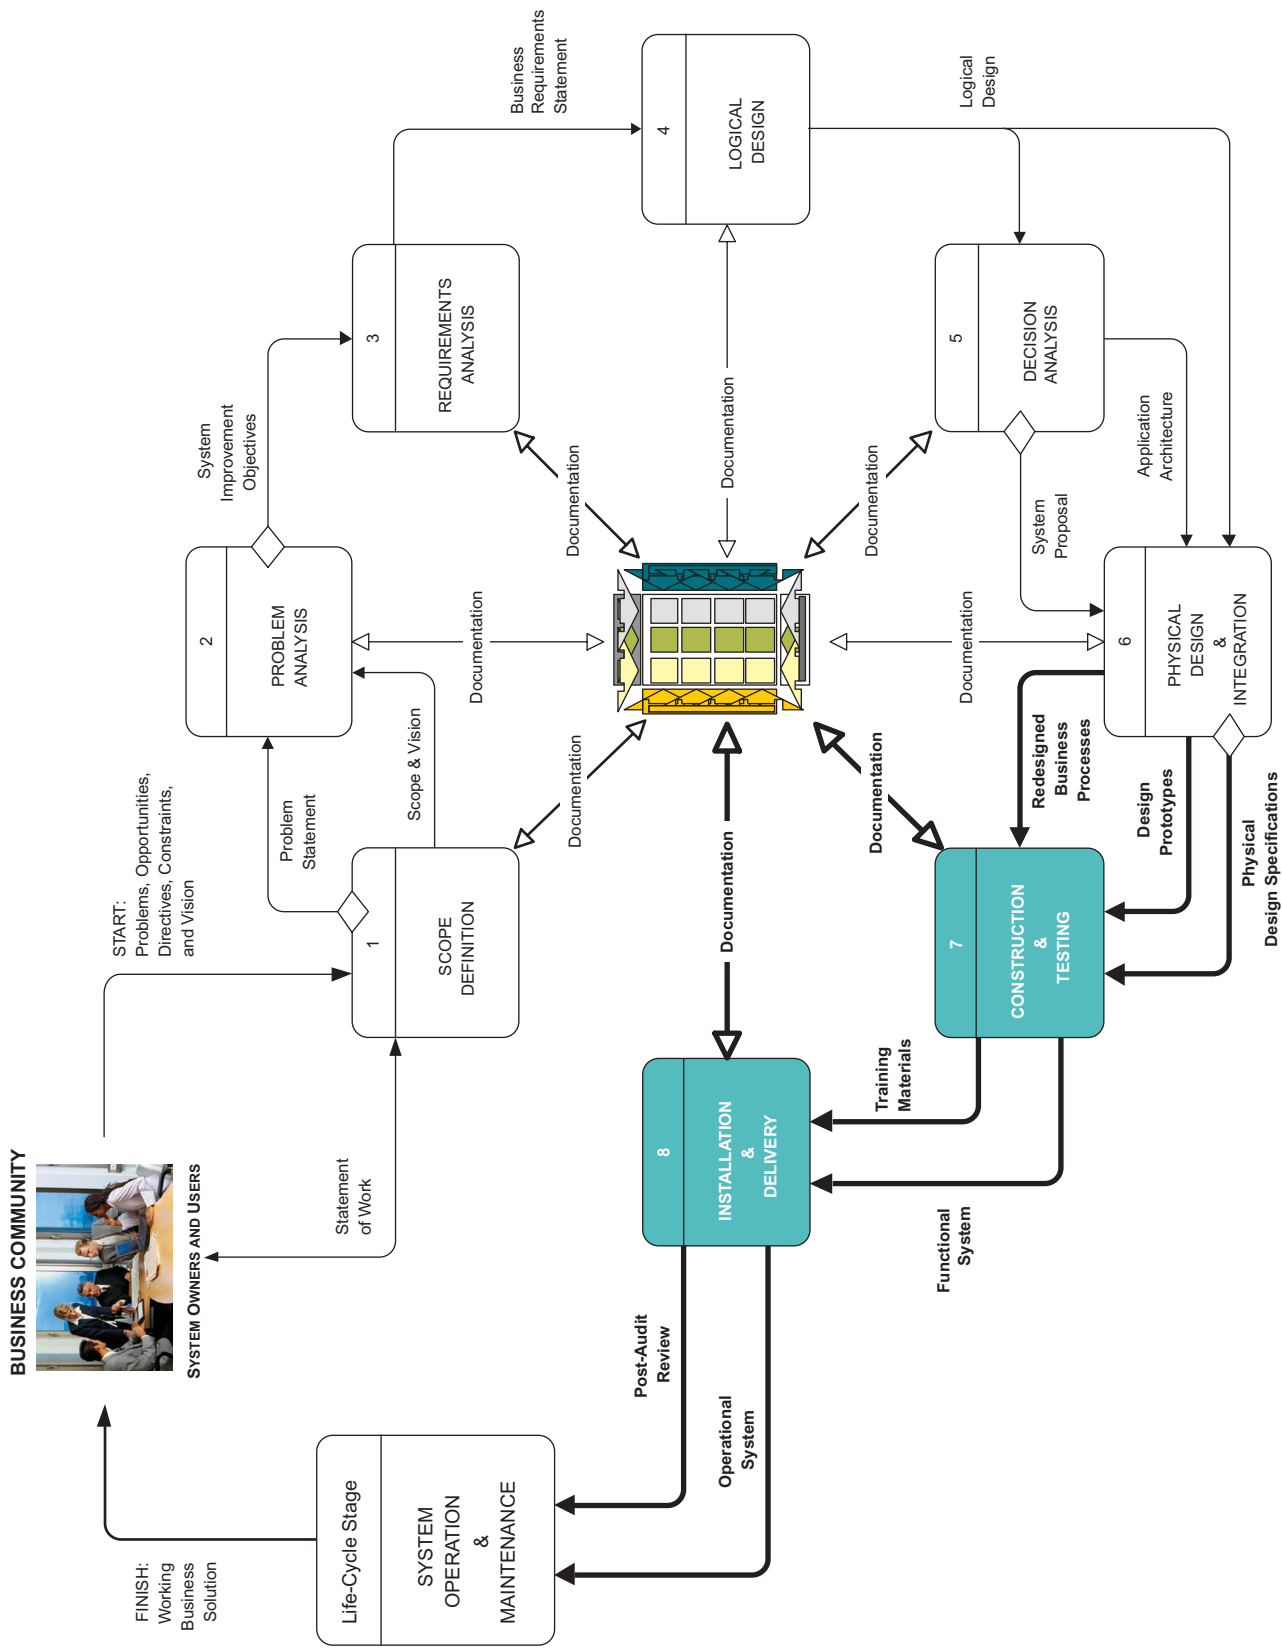 BUSINESS COMMUNITY
SYSTEM OWNERS AND USERS
START:
Problems, Opportunities,
Directives, Constraints,
and Vision
FINISH:
Working
Business
Solution
Statement
of Work
1
SCOPE
DEFINITION
Problem
Statement
Scope & Vision
Documentation
2
PROBLEM
ANALYSIS
Documentation
System
Improvement
Objectives
3
REQUIREMENTS
ANALYSIS
Documentation
Business
Requirements
Statement
4
LOGICAL
DESIGN
Documentation
Logical
Design
5
DECISION
ANALYSIS
Documentation
System
Proposal
Application
Architecture
6
PHYSICAL
DESIGN
&
INTEGRATION
Documentation
Redesigned
Business
Processes
Design
Prototypes
Physical
Design Specifications
7
CONSTRUCTION
&
TESTING
Documentation
Training
Materials
Functional
System
8
INSTALLATION
&
DELIVERY
Documentation
Post-Audit
Review
Operational
System
Life-Cycle Stage
SYSTEM
OPERATION
&
MAINTENANCE